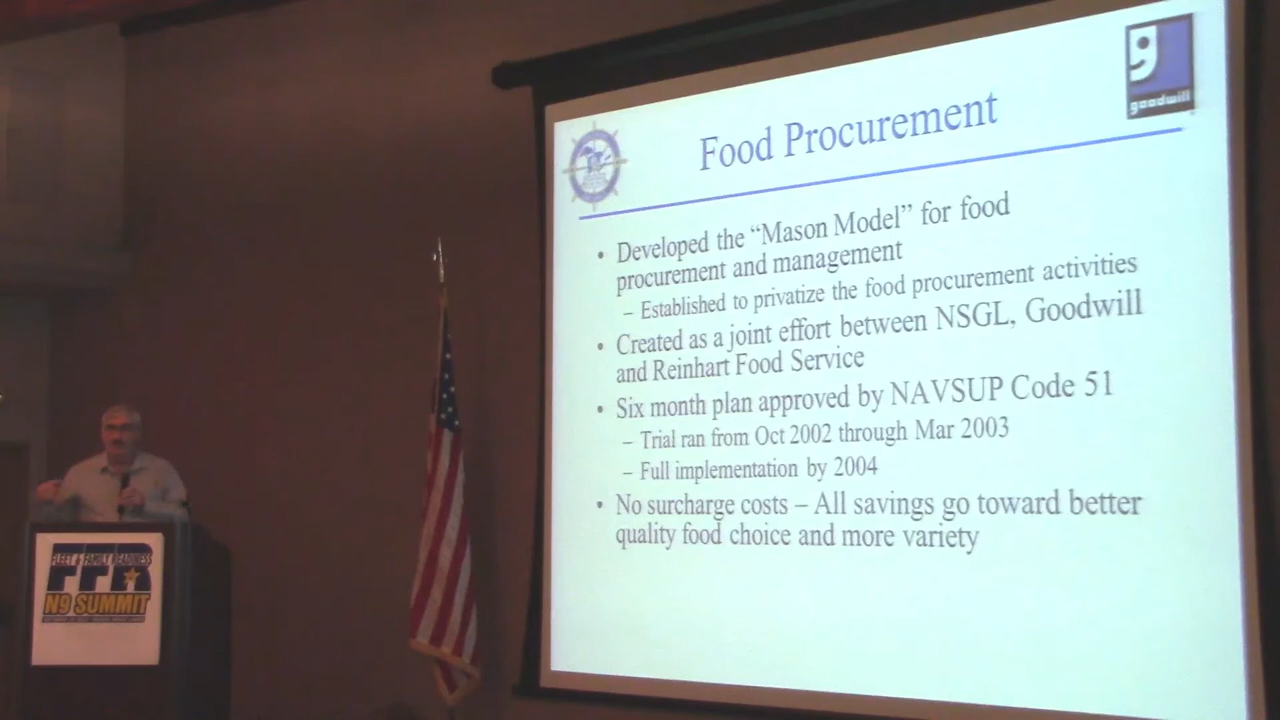 Food Procurement
goodwill
• Developed the “Mason Model” for food
procurement and management
– Established to privatize the food procurement activities
• Created as a joint effort between NSGL, Goodwill
and Reinhart Food Service
• Six month plan approved by NAVSUP Code 51
– Trial ran from Oct 2002 through Mar 2003
– Full implementation by 2004
• No surcharge costs – All savings go toward better
quality food choice and more variety
FLEET & FAMILY READINESS
FFR
N9 SUMMIT